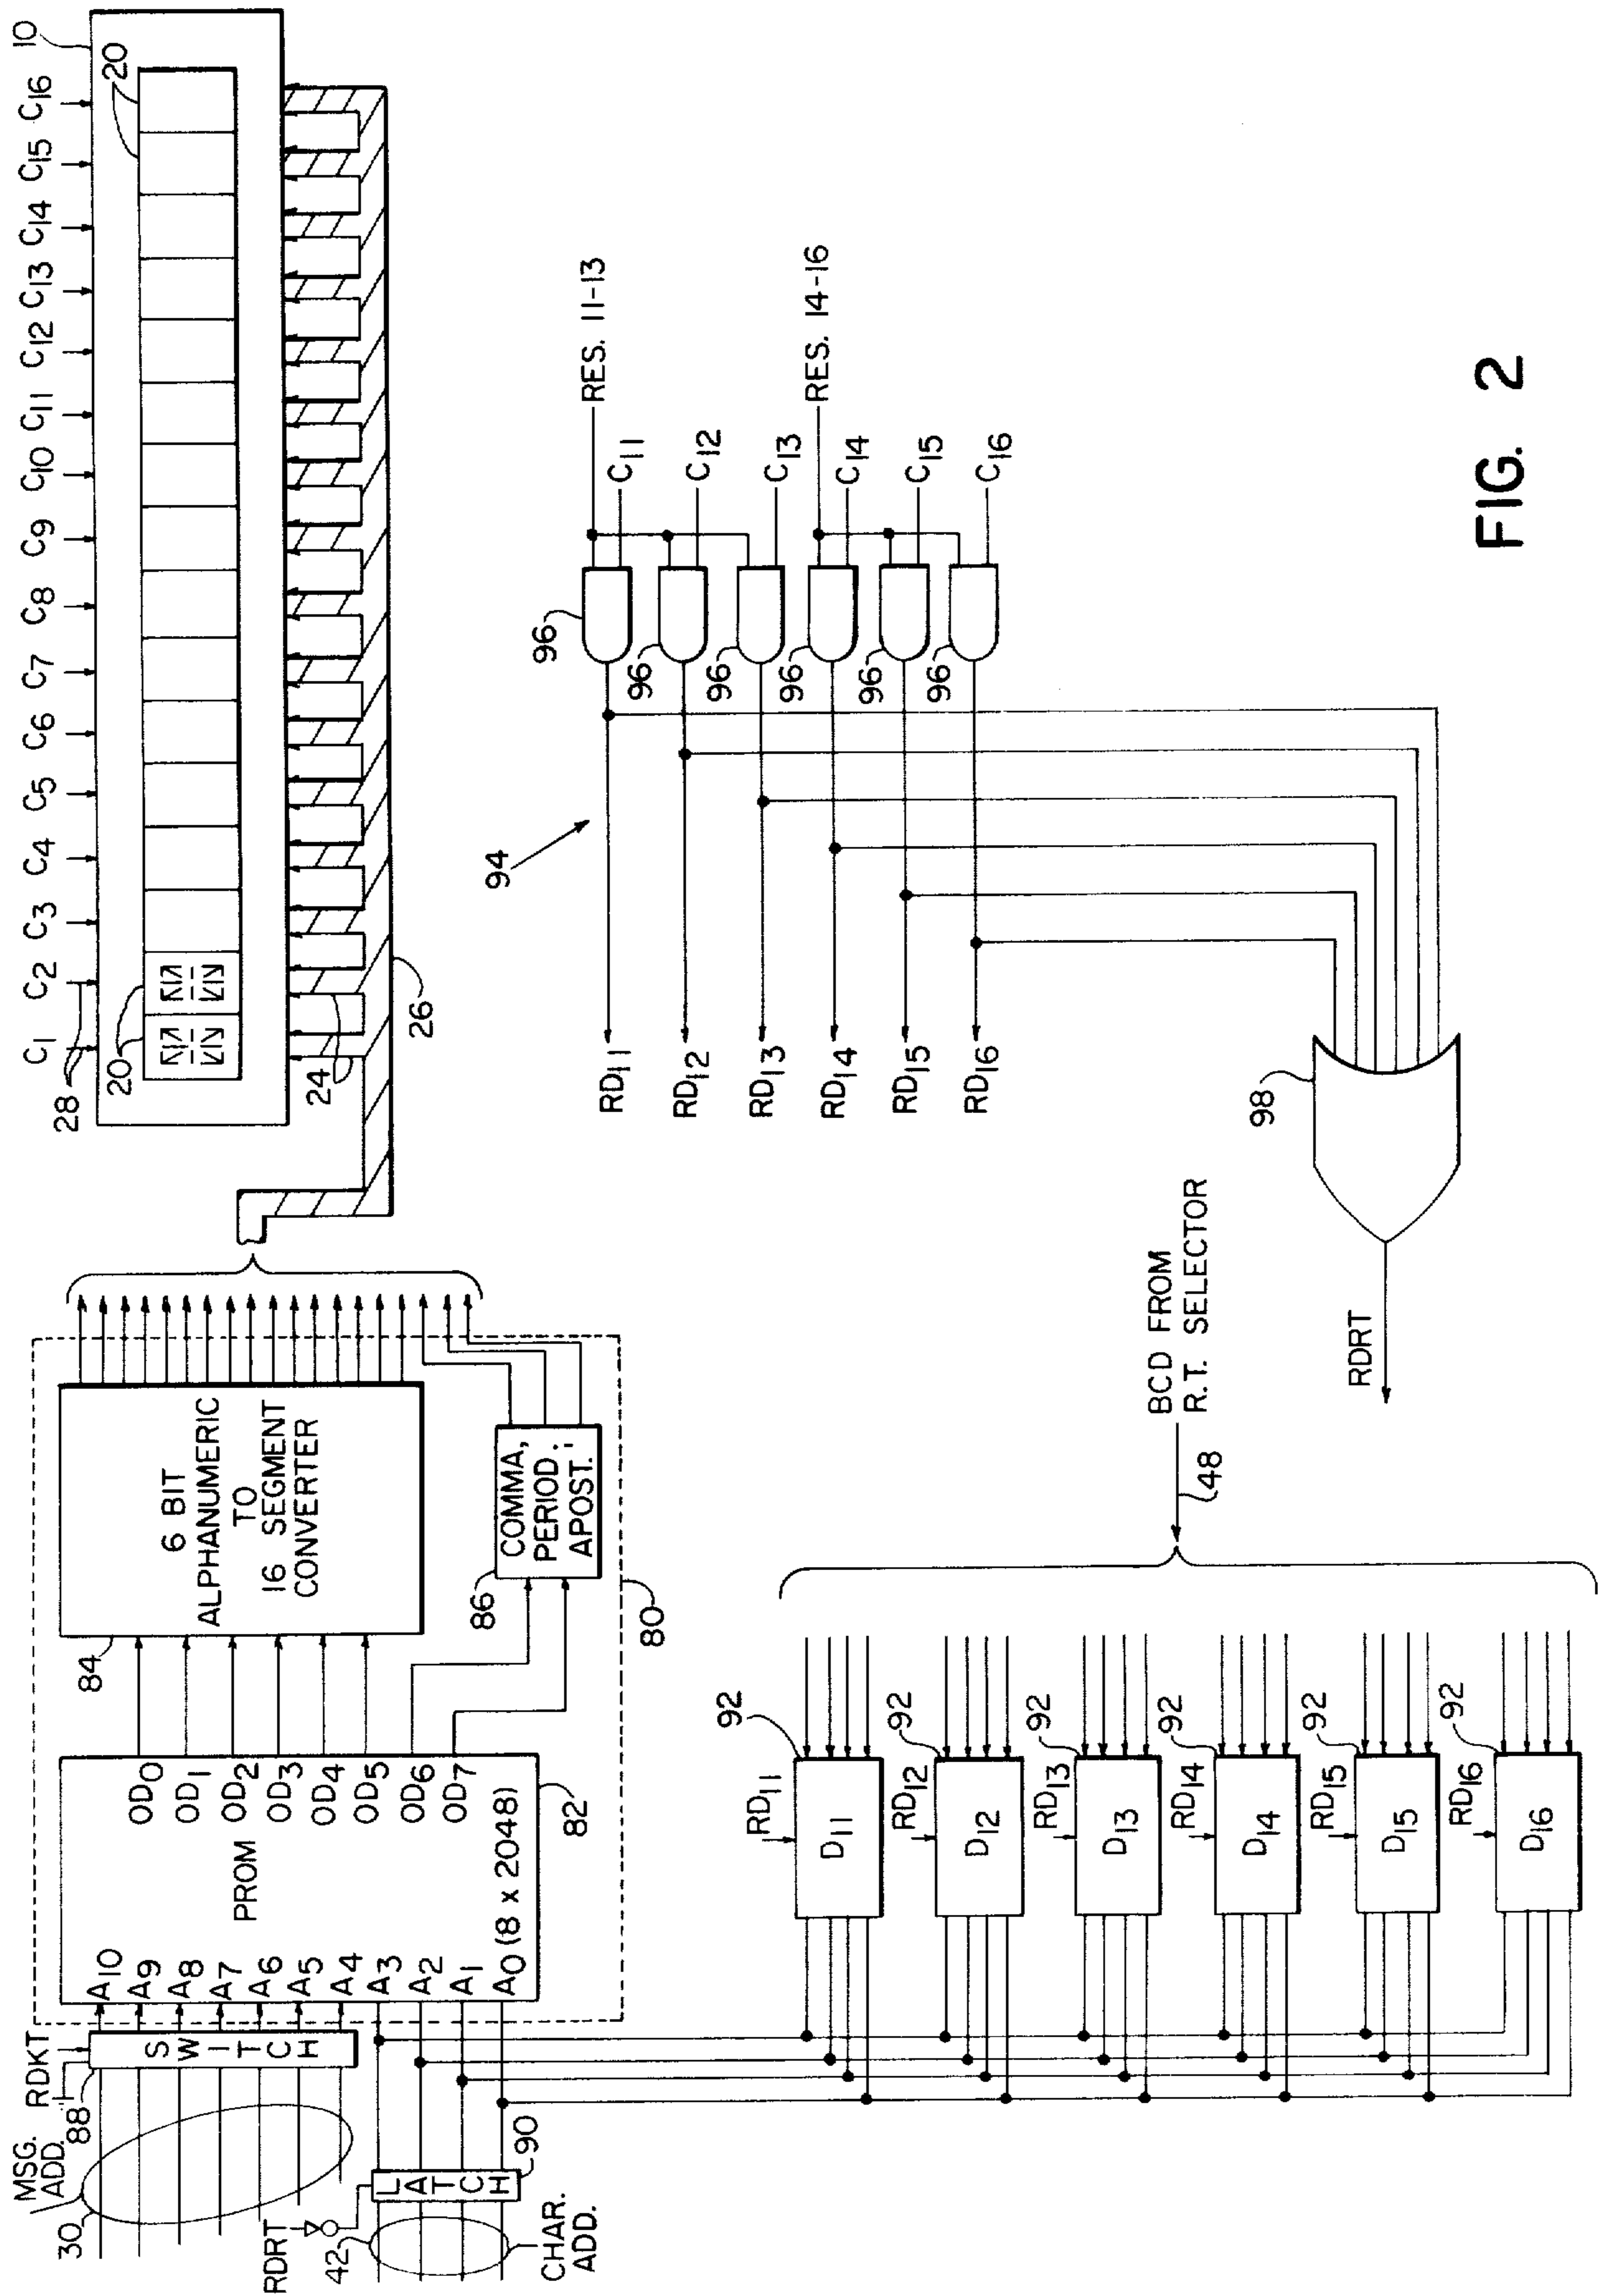 MSG.
ADD.
30
RDKT
88
S
W
I
T
C
H
RDRT
42
L
A
T
C
H
90
CHAR.
ADD.
A10
A9
A8
A7
A6
A5
A4
A3
A2
A1
A0 (8 x 2048)
PROM
OD0
OD1
OD2
OD3
OD4
OD5
OD6
OD7
82
84
6 BIT
ALPHANUMERIC
TO
16 SEGMENT
CONVERTER
86
COMMA,
PERIOD .
APOST. '
80
28
C1
C2
C3
C4
C5
C6
C7
C8
C9
C10
C11
C12
C13
C14
C15
C16
10
20
20
24
26
94
96
96
96
96
96
96
RES. 11-13
C11
C12
C13
RES. 14-16
C14
C15
C16
RD11
RD12
RD13
RD14
RD15
RD16
98
RDRT
BCD FROM
R.T. SELECTOR
48
RD11
D11
92
RD12
D12
92
RD13
D13
92
RD14
D14
92
RD15
D15
92
RD16
D16
92
FIG. 2